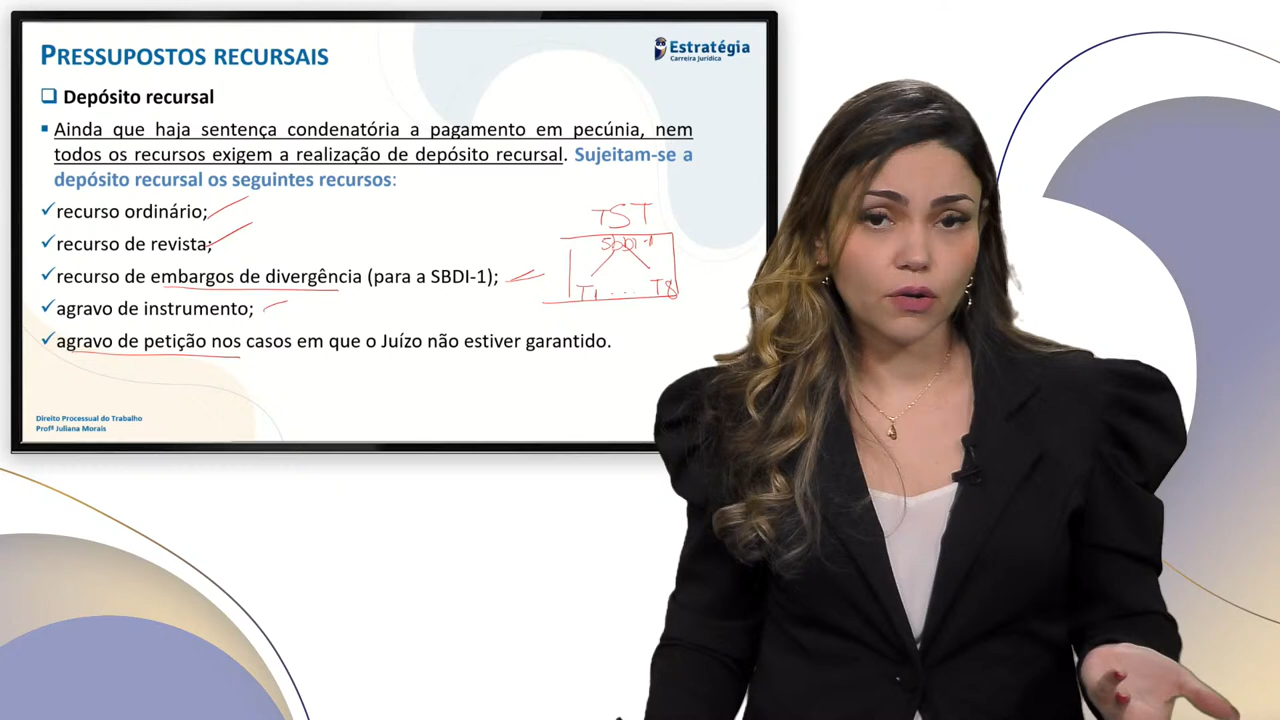 PRESSUPOSTOS RECURSAIS
Estratégia
Carreira Jurídica
Depósito recursal
Ainda que haja sentença condenatória a pagamento em pecúnia, nem
todos os recursos exigem a realização de depósito recursal. Sujeitam-se a
depósito recursal os seguintes recursos:
recurso ordinário;
recurso de revista;
recurso de embargos de divergência (para a SBDI-1);
agravo de instrumento;
agravo de petição nos casos em que o Juízo não estiver garantido.
TST
SbDI-1
T1 ... T8
Direito Processual do Trabalho
Profª Juliana Morais